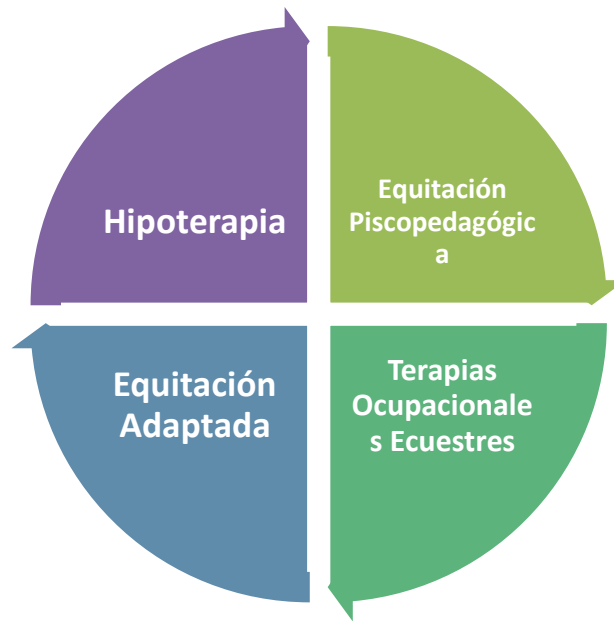 Hipoterapia
Equitación
Piscopedagógic
a
Equitación
Adaptada
Terapias
Ocupacionale
s Ecuestres